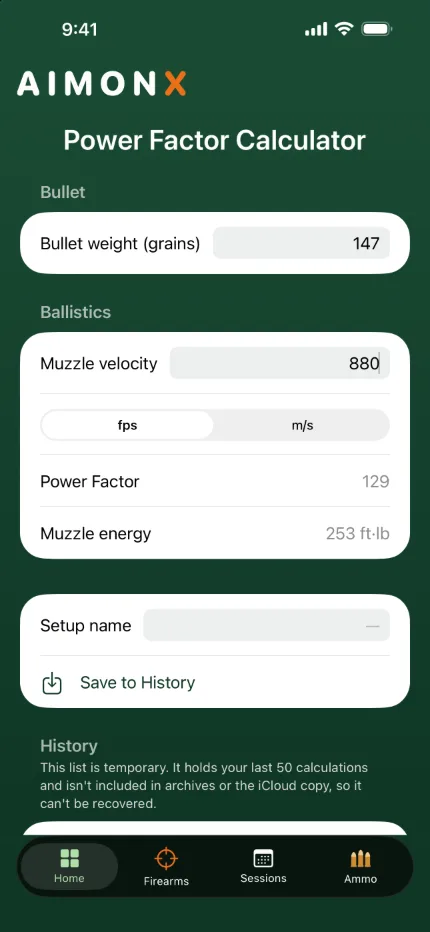 9:41
AIMONX
Power Factor Calculator
Bullet
Bullet weight (grains) 147
Ballistics
Muzzle velocity 880
fps m/s
Power Factor 129
Muzzle energy 253 ft·lb
Setup name —
Save to History
History
This list is temporary. It holds your last 50 calculations
and isn't included in archives or the iCloud copy, so it
can't be recovered.
Home Firearms Sessions Ammo